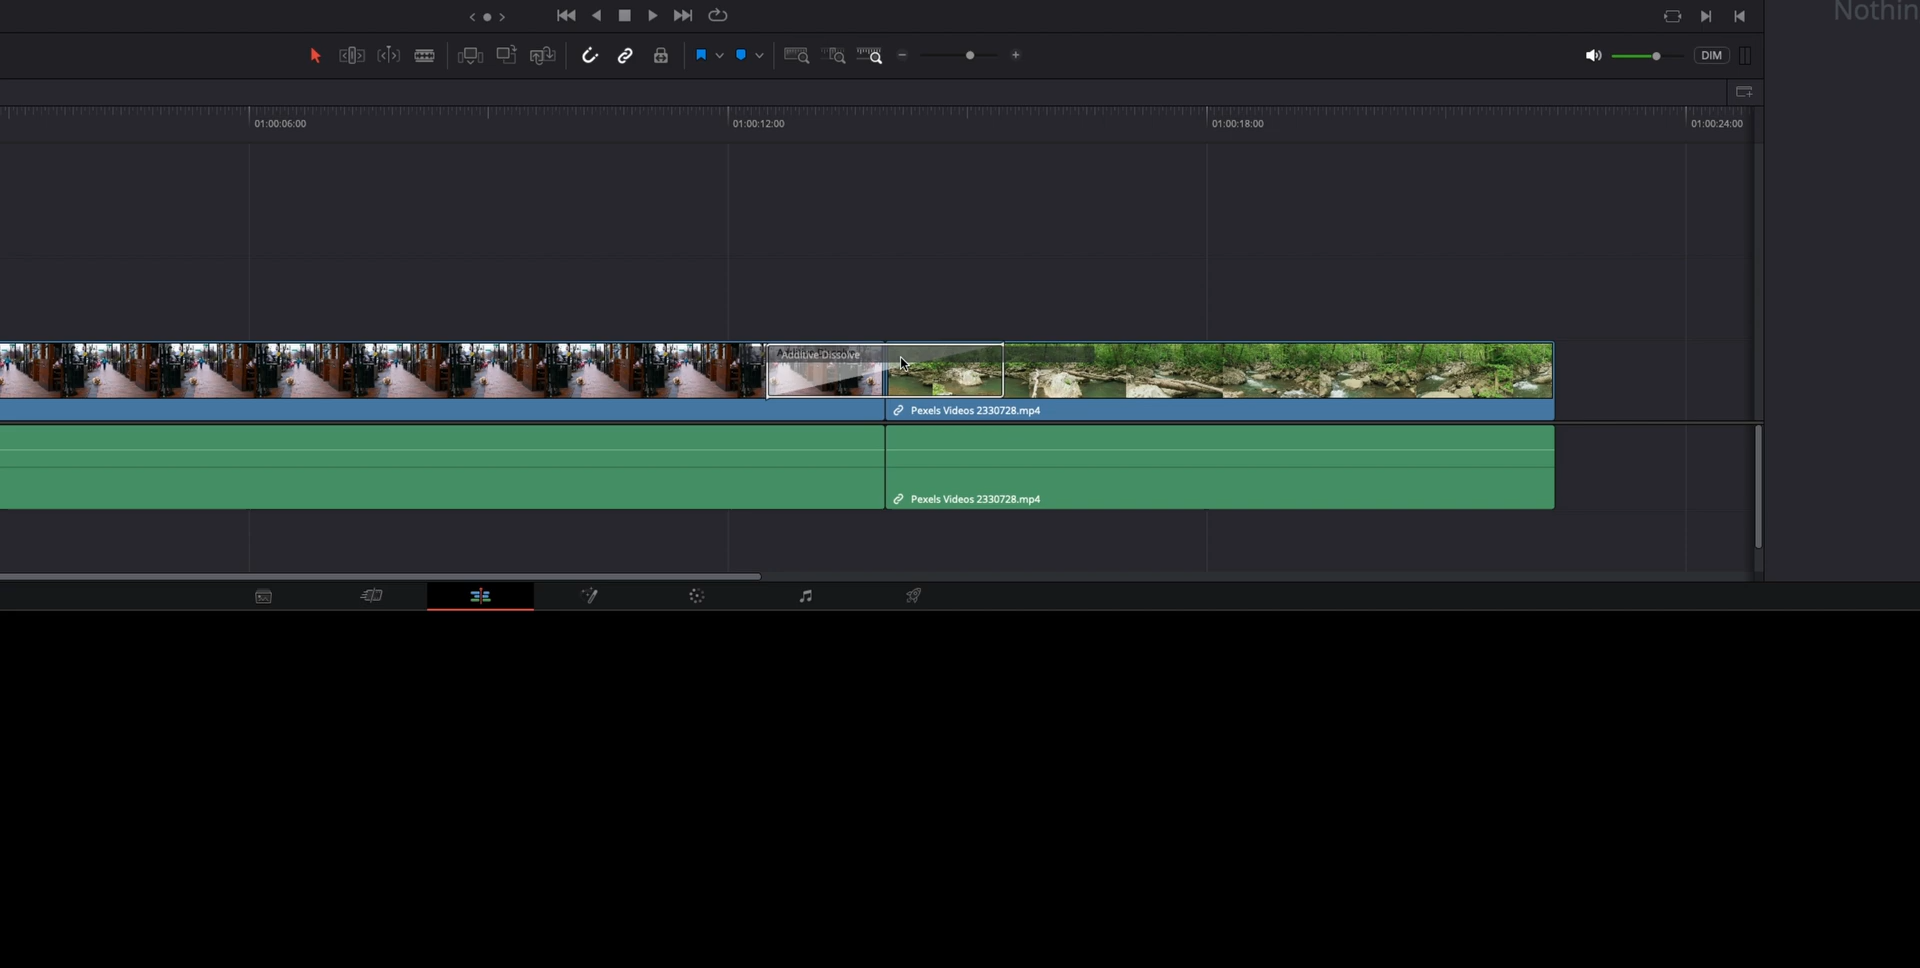 Nothin
DIM
01:00:06:00
01:00:12:00
01:00:18:00
01:00:24:00
Additive Dissolve
Pexels Videos 2330728.mp4
Pexels Videos 2330728.mp4